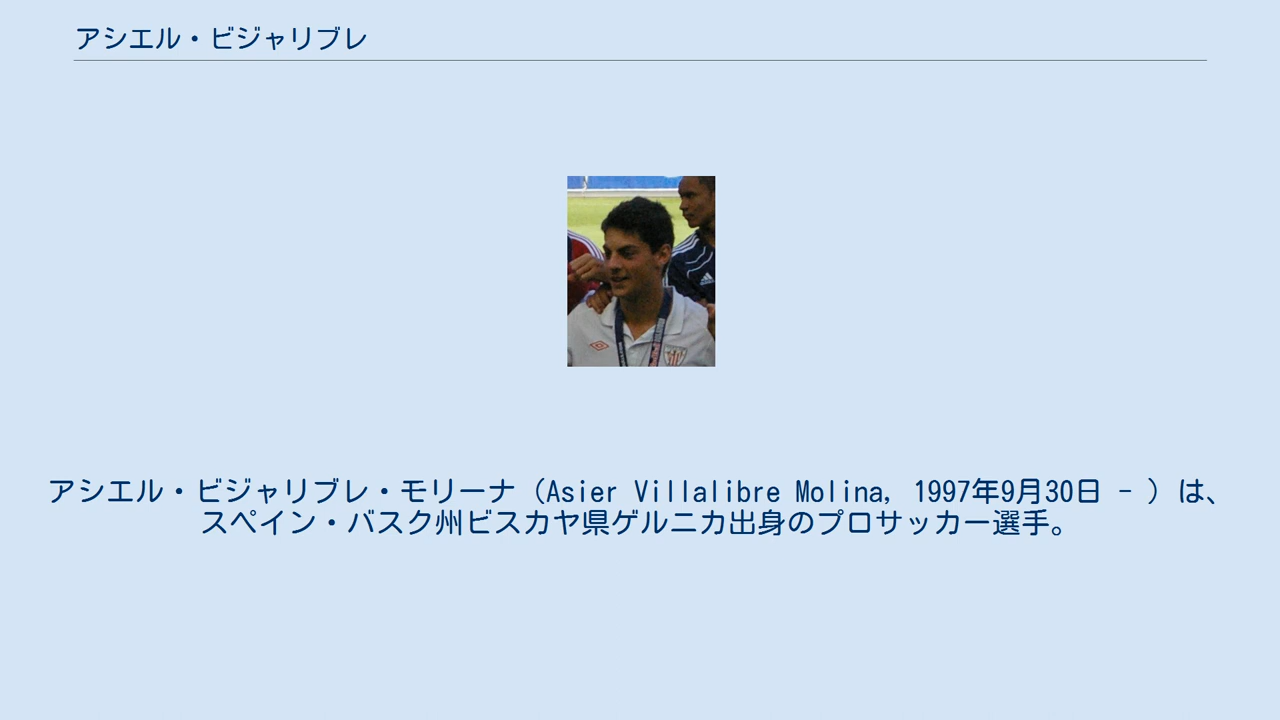 アシエル・ビジャリブレ
アシエル・ビジャリブレ・モリーナ（Asier Villalibre Molina, 1997年9月30日 - ）は、
スペイン・バスク州ビスカヤ県ゲルニカ出身のプロサッカー選手。